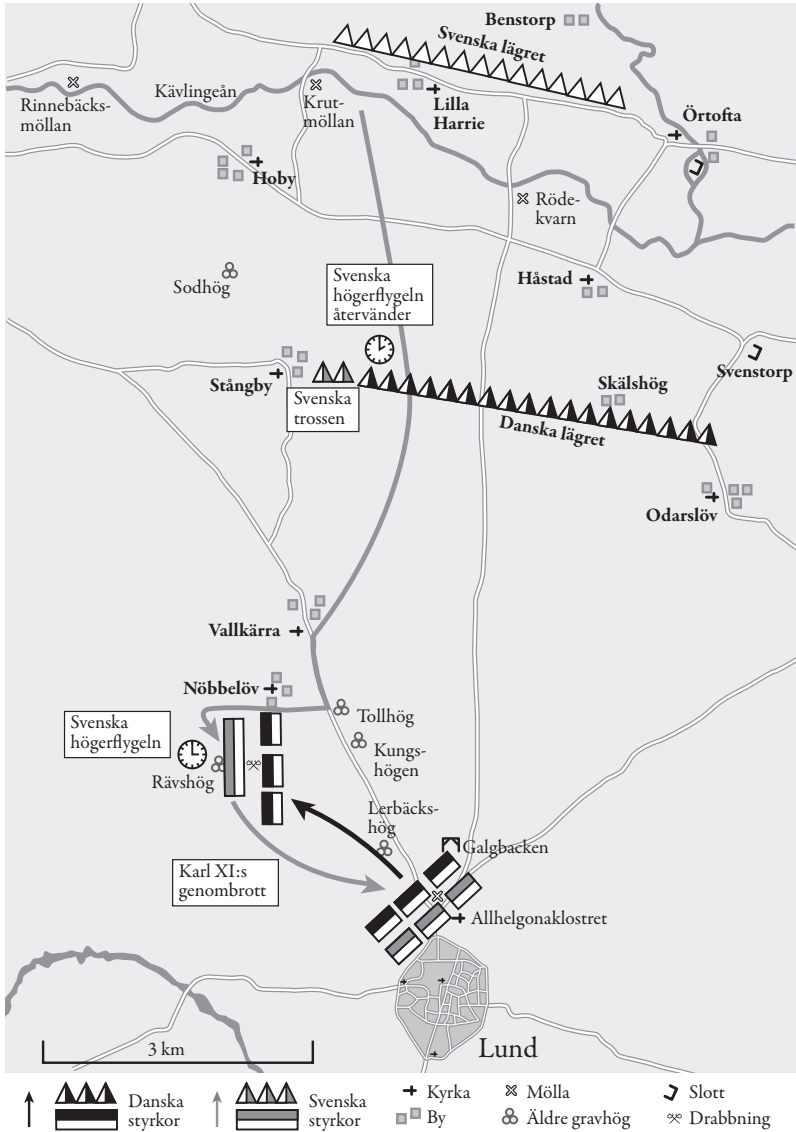 Benstorp
Svenska lägret
Rinnebäcks-
möllan
Kävlingeån
Krut-
möllan
Lilla
Harrie
Örtofta
Hoby
Röde-
kvarn
Sodhög
Svenska
högerflygeln
återvänder
Håstad
Stångby
Svenska
trossen
Skälshög
Svenstorp
Danska lägret
Odarslöv
Vallkärra
Nöbbelöv
Svenska
högerflygeln
Tollhög
Kungs-
högen
Rävshög
Lerbäcks-
hög
Galgbacken
Karl XI:s
genombrott
Allhelgonaklostret
3 km
Lund
Danska
styrkor
Svenska
styrkor
Kyrka
By
Mölla
Äldre gravhög
Slott
Drabbning